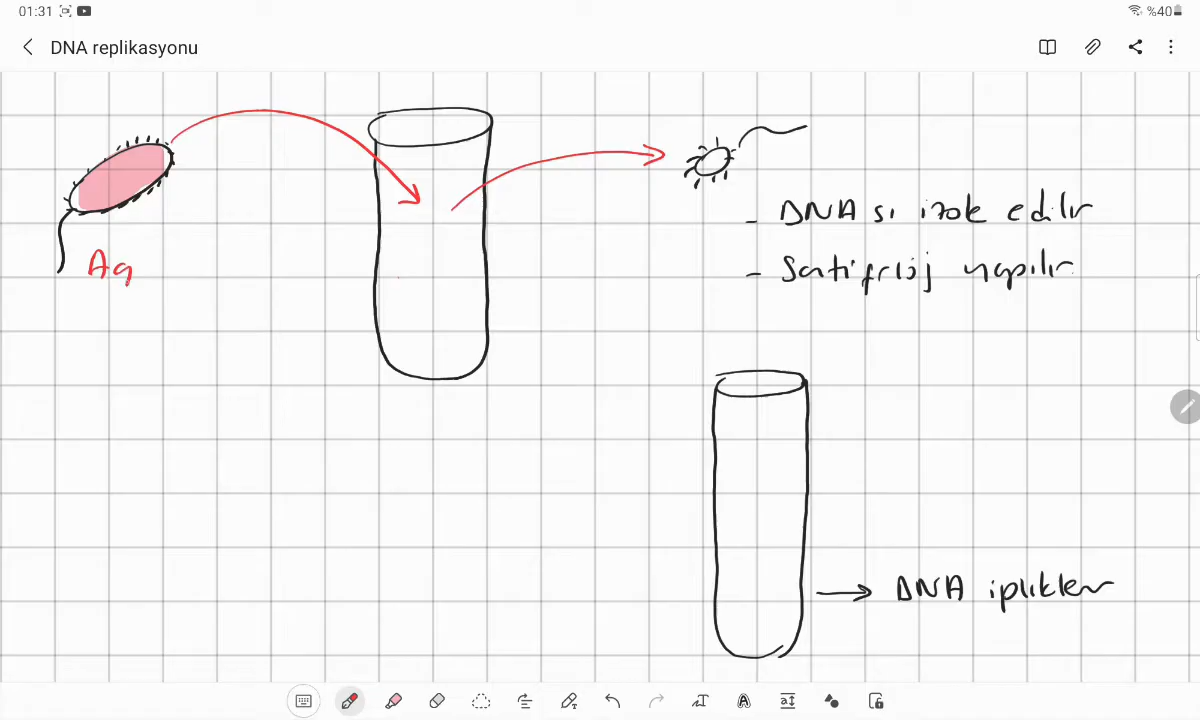 01:31
%40
DNA replikasyonu
Ag
- DNA sı izole edilir
- Santifrüj yapılır
DNA iplikler